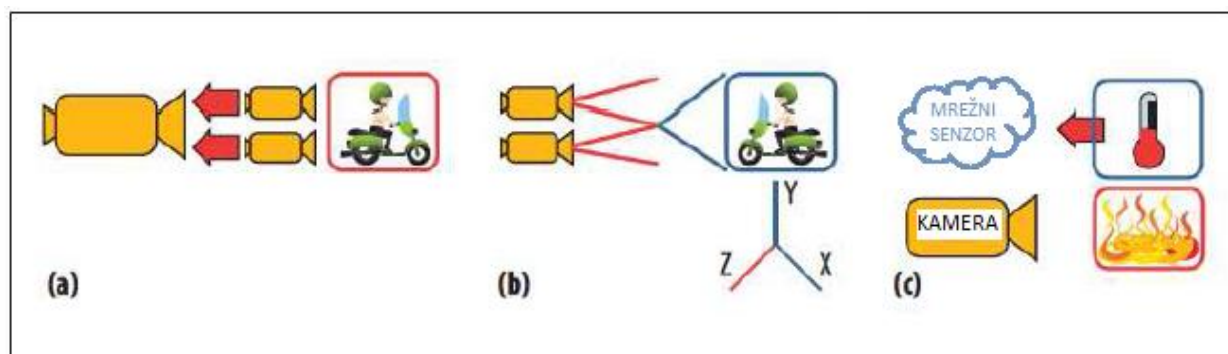 MREŽNI
SENZOR
KAMERA
Y
Z
X
(a)
(b)
(c)